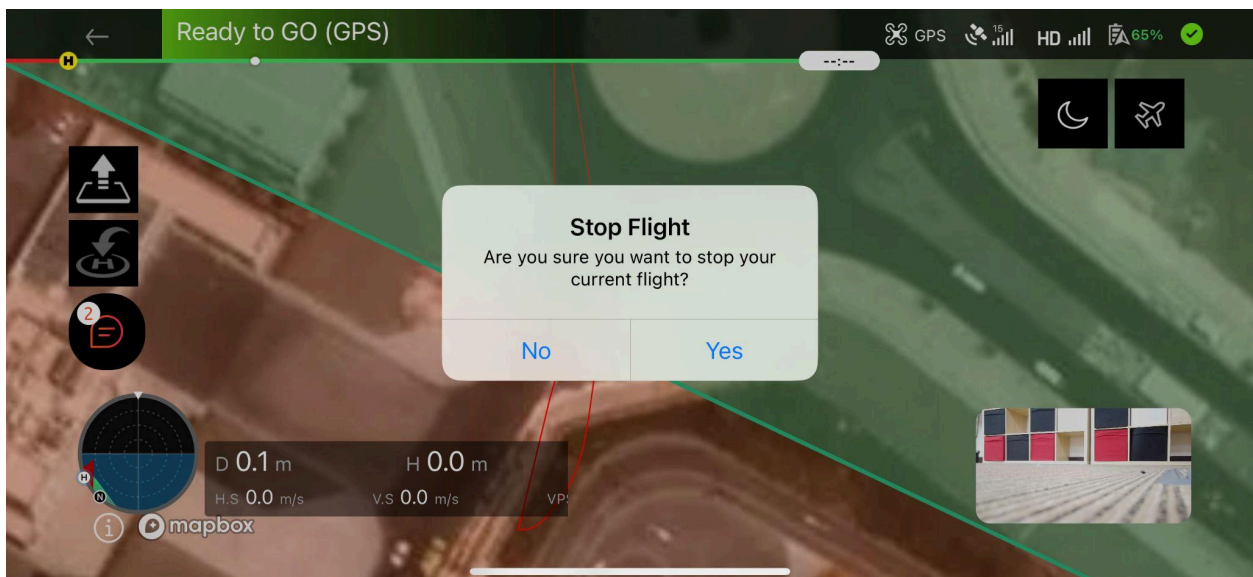 Ready to GO (GPS)
GPS
15
HD
65%
H
--:--
Stop Flight
Are you sure you want to stop your
current flight?
No
Yes
2
H
D 0.1 m
H 0.0 m
H.S 0.0 m/s
V.S 0.0 m/s
VPS
H
N
mapbox